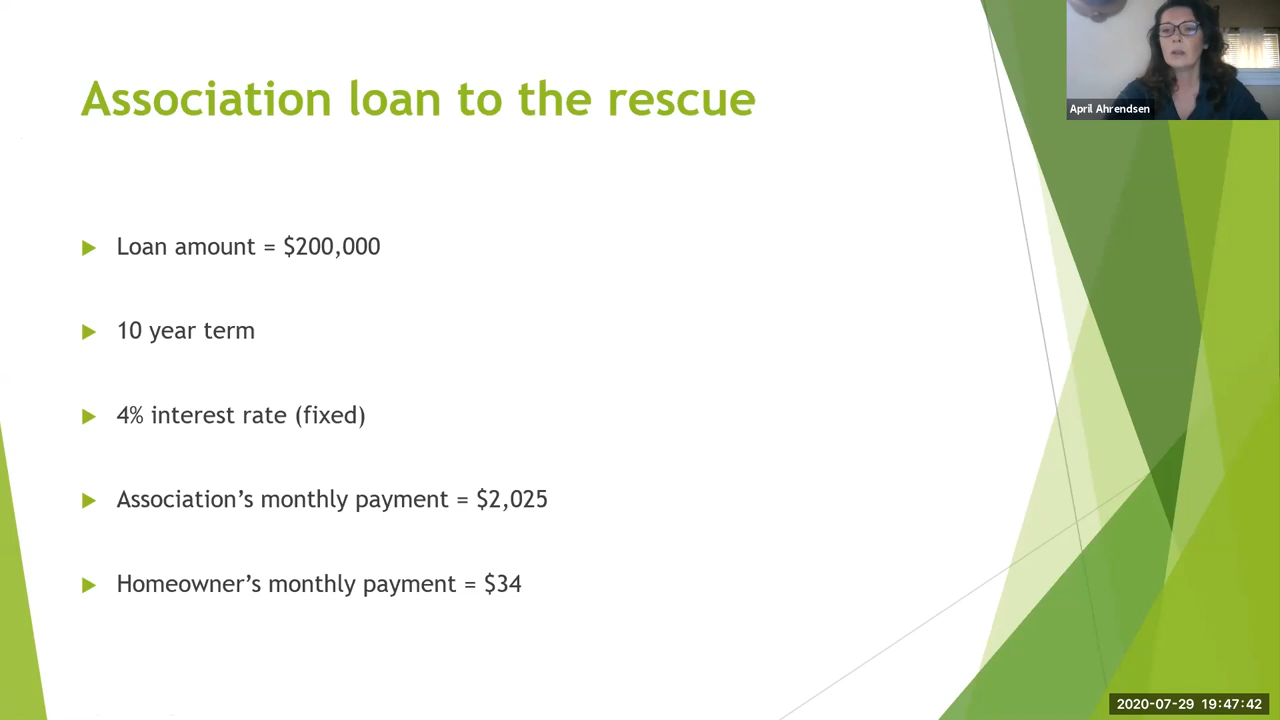 Association loan to the rescue
April Ahrendsen
Loan amount = $200,000
10 year term
4% interest rate (fixed)
Association’s monthly payment = $2,025
Homeowner’s monthly payment = $34
2020-07-29 19:47:42